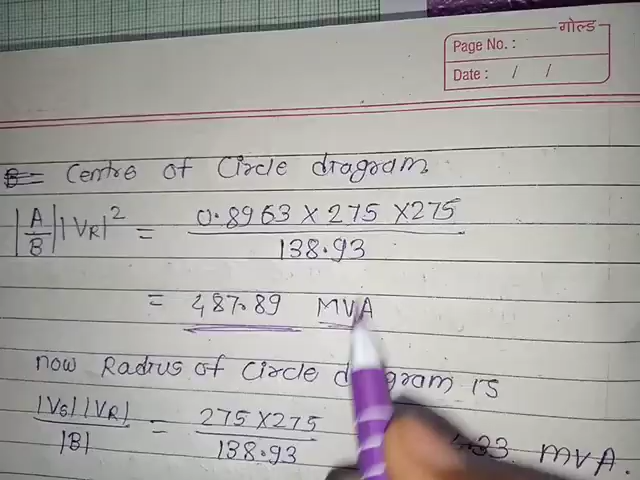 गोल्ड
Page No. :
Date : / /
Centre of Circle diagram
|A/B| |VR|² = 0.8963 X 275 X 275 / 138.93
= 487.89 MVA
now Radius of Circle diagram is
|Vs| |VR| / |B| = 275 X 275 / 138.93 .33 MVA.